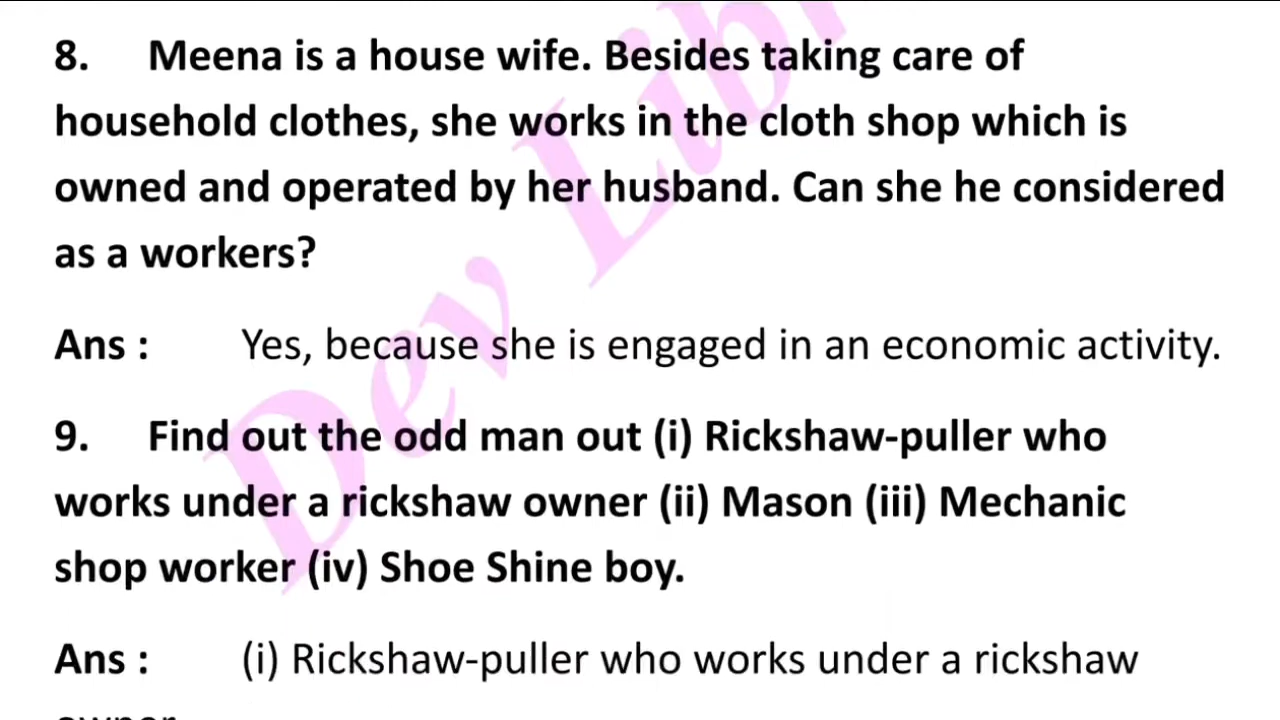 8. Meena is a house wife. Besides taking care of
household clothes, she works in the cloth shop which is
owned and operated by her husband. Can she he considered
as a workers?
Ans : Yes, because she is engaged in an economic activity.
9. Find out the odd man out (i) Rickshaw-puller who
works under a rickshaw owner (ii) Mason (iii) Mechanic
shop worker (iv) Shoe Shine boy.
Ans : (i) Rickshaw-puller who works under a rickshaw
Dev